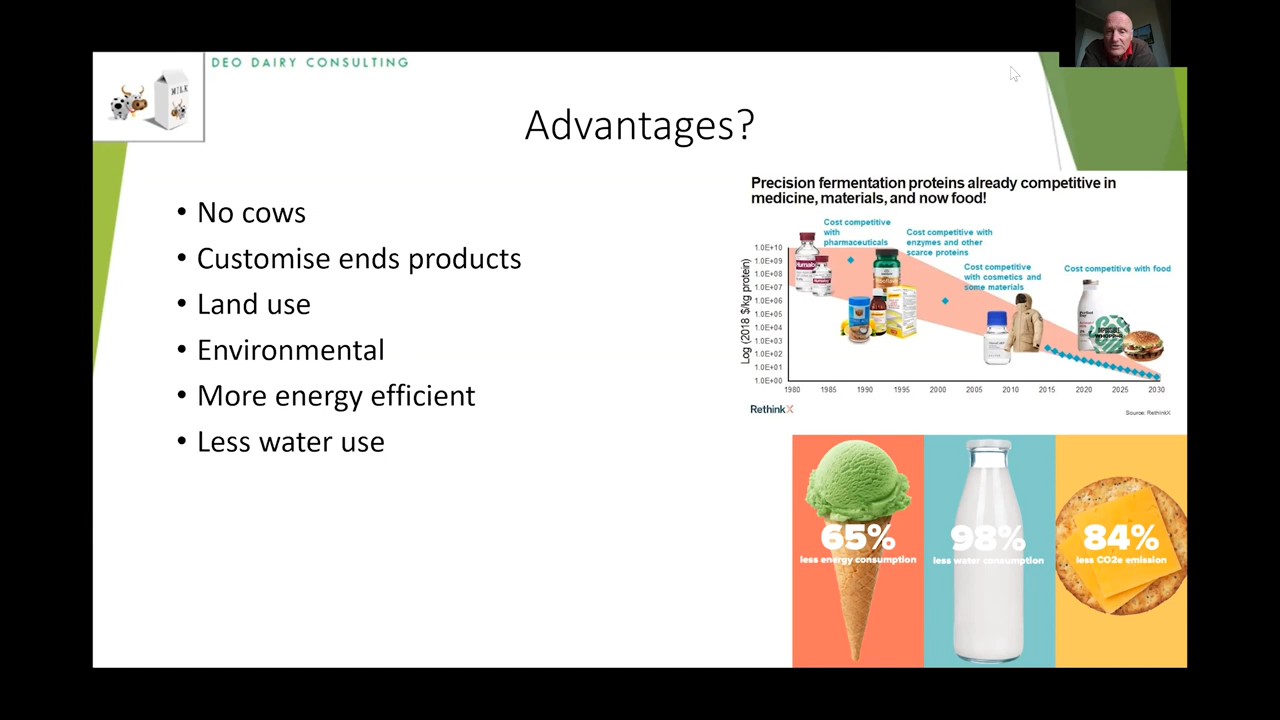 DEO DAIRY CONSULTING
MILK
Advantages?
• No cows
• Customise ends products
• Land use
• Environmental
• More energy efficient
• Less water use
Precision fermentation proteins already competitive in
medicine, materials, and now food!
Cost competitive
with
pharmaceuticals
Cost competitive with
enzymes and other
scarce proteins
Cost competitive
with cosmetics and
some materials
Cost competitive with food
Log (2018 $/kg protein)
1.0E+10
1.0E+09
1.0E+08
1.0E+07
1.0E+06
1.0E+05
1.0E+04
1.0E+03
1.0E+02
1.0E+01
1.0E+00
1980 1985 1990 1995 2000 2005 2010 2015 2020 2025 2030
RethinkX
Source: RethinkX
65%
less energy consumption
98%
less water consumption
84%
less CO2e emission